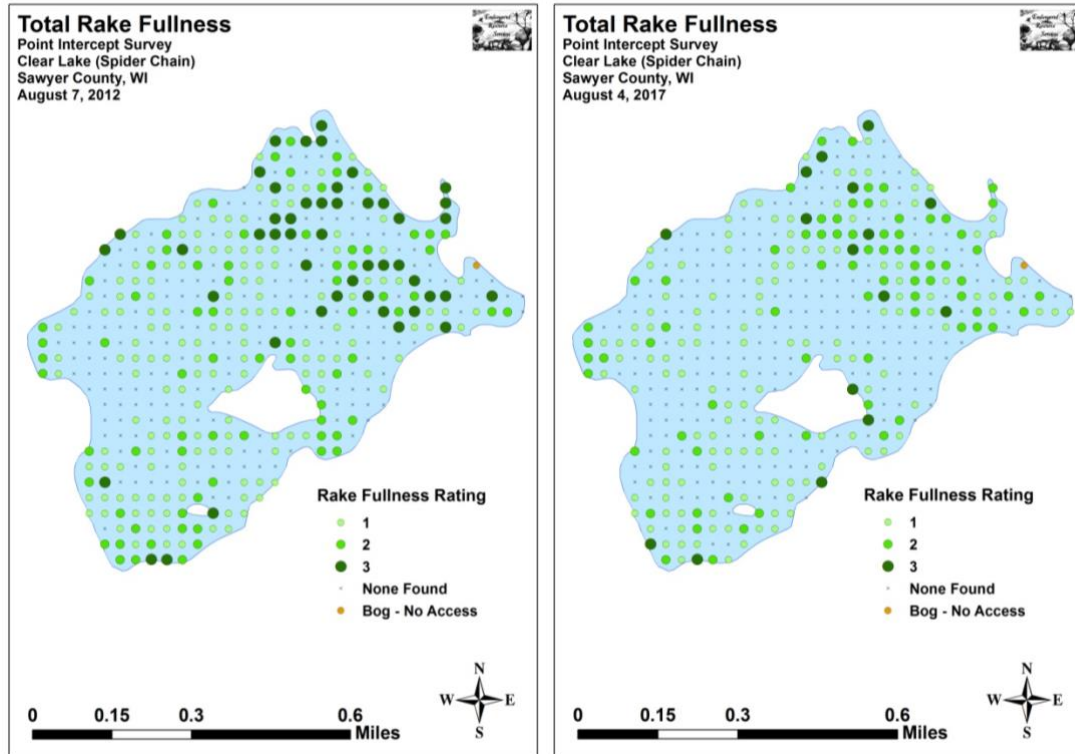 Total Rake Fullness
Point Intercept Survey
Clear Lake (Spider Chain)
Sawyer County, WI
August 7, 2012
Endangered
Resource
Services
Rake Fullness Rating
1
2
3
None Found
Bog - No Access
N
W E
S
0 0.15 0.3 0.6
Miles
Total Rake Fullness
Point Intercept Survey
Clear Lake (Spider Chain)
Sawyer County, WI
August 4, 2017
Rake Fullness Rating
1
2
3
None Found
Bog - No Access
N
W E
S
0 0.15 0.3 0.6
Miles